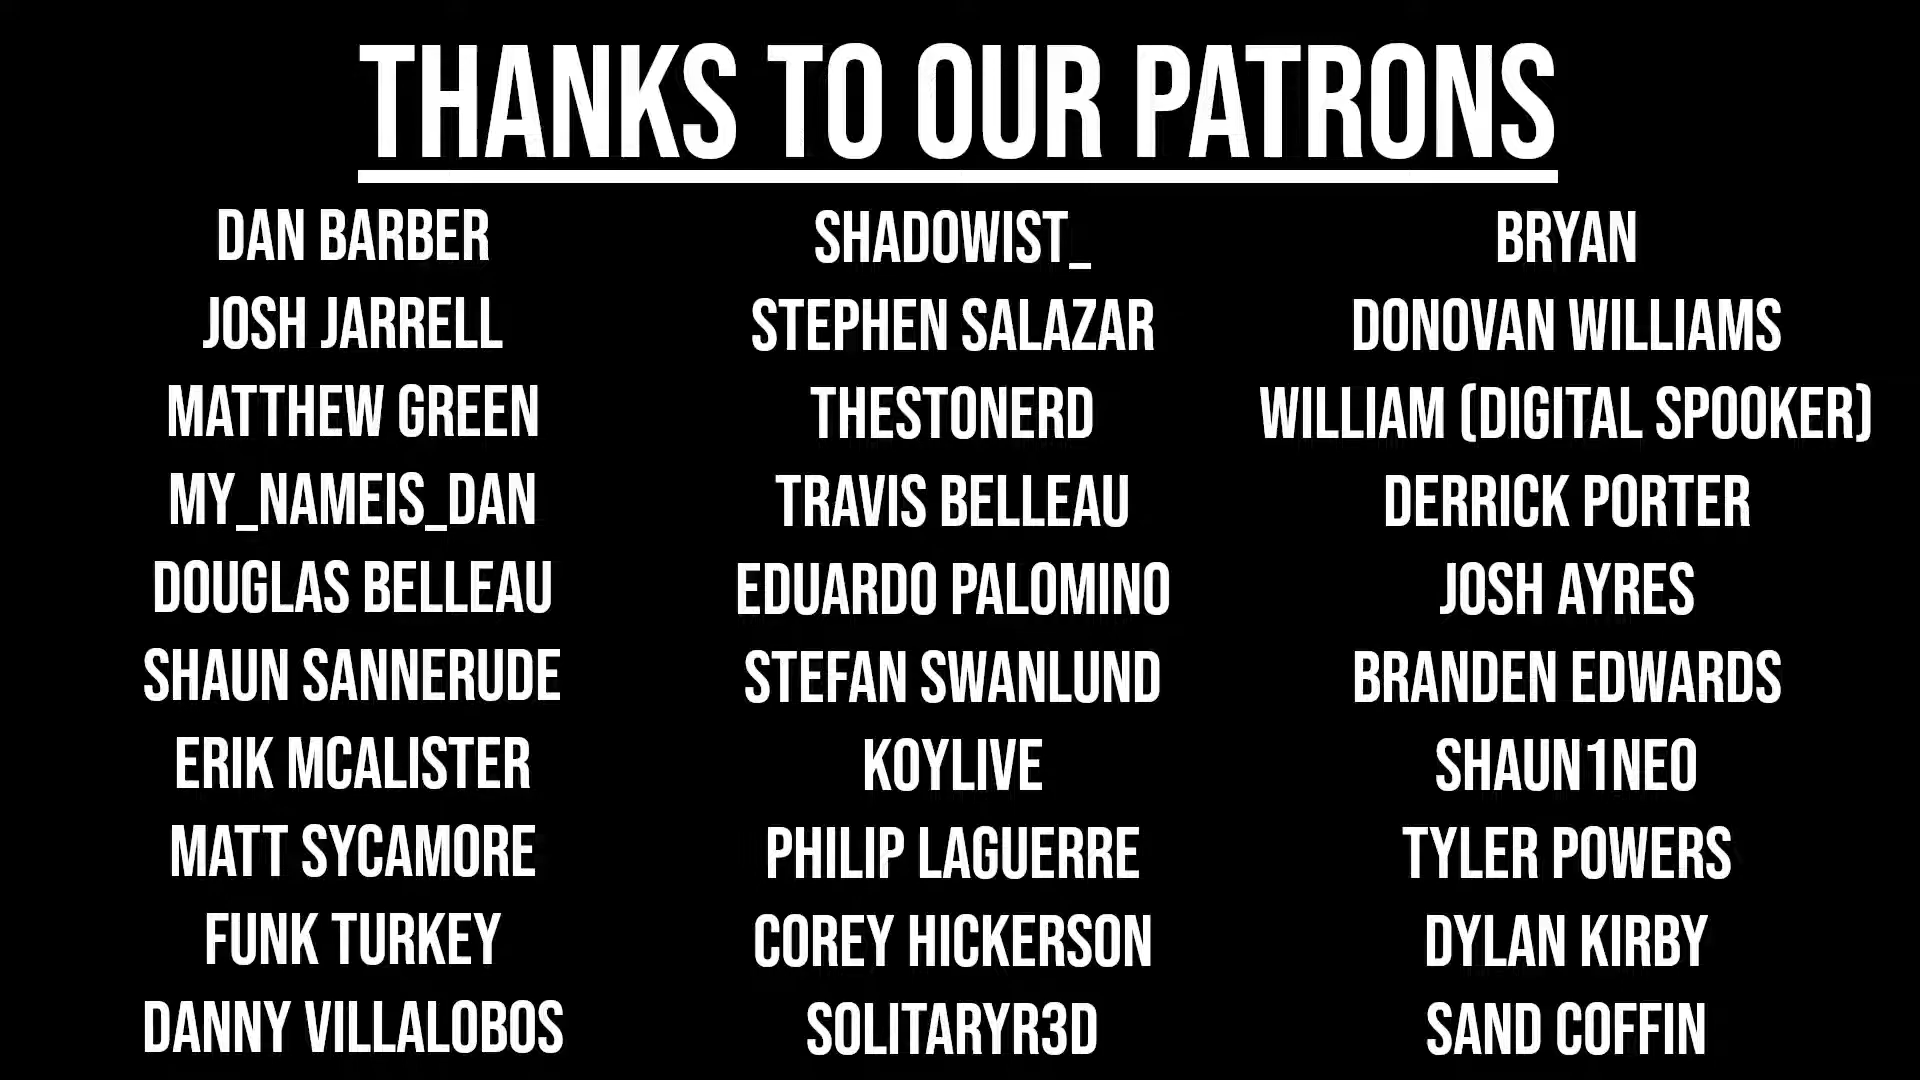 THANKS TO OUR PATRONS
DAN BARBER
JOSH JARRELL
MATTHEW GREEN
MY_NAMEIS_DAN
DOUGLAS BELLEAU
SHAUN SANNERUDE
ERIK MCALISTER
MATT SYCAMORE
FUNK TURKEY
DANNY VILLALOBOS
SHADOWIST_
STEPHEN SALAZAR
THESTONERD
TRAVIS BELLEAU
EDUARDO PALOMINO
STEFAN SWANLUND
KOYLIVE
PHILIP LAGUERRE
COREY HICKERSON
SOLITARYR3D
BRYAN
DONOVAN WILLIAMS
WILLIAM (DIGITAL SPOOKER)
DERRICK PORTER
JOSH AYRES
BRANDEN EDWARDS
SHAUN1NEO
TYLER POWERS
DYLAN KIRBY
SAND COFFIN